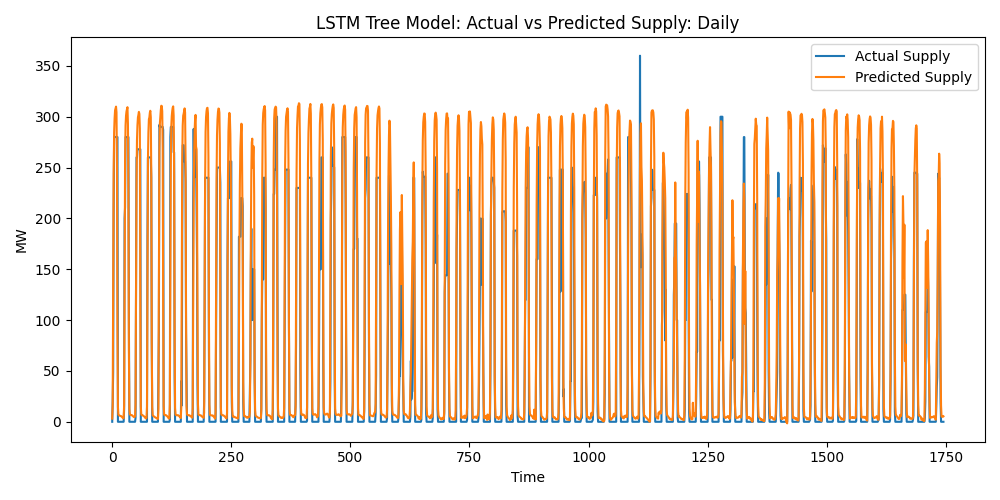 LSTM Tree Model: Actual vs Predicted Supply: Daily
Actual Supply
Predicted Supply
MW
350
300
250
200
150
100
50
0
0 250 500 750 1000 1250 1500 1750
Time